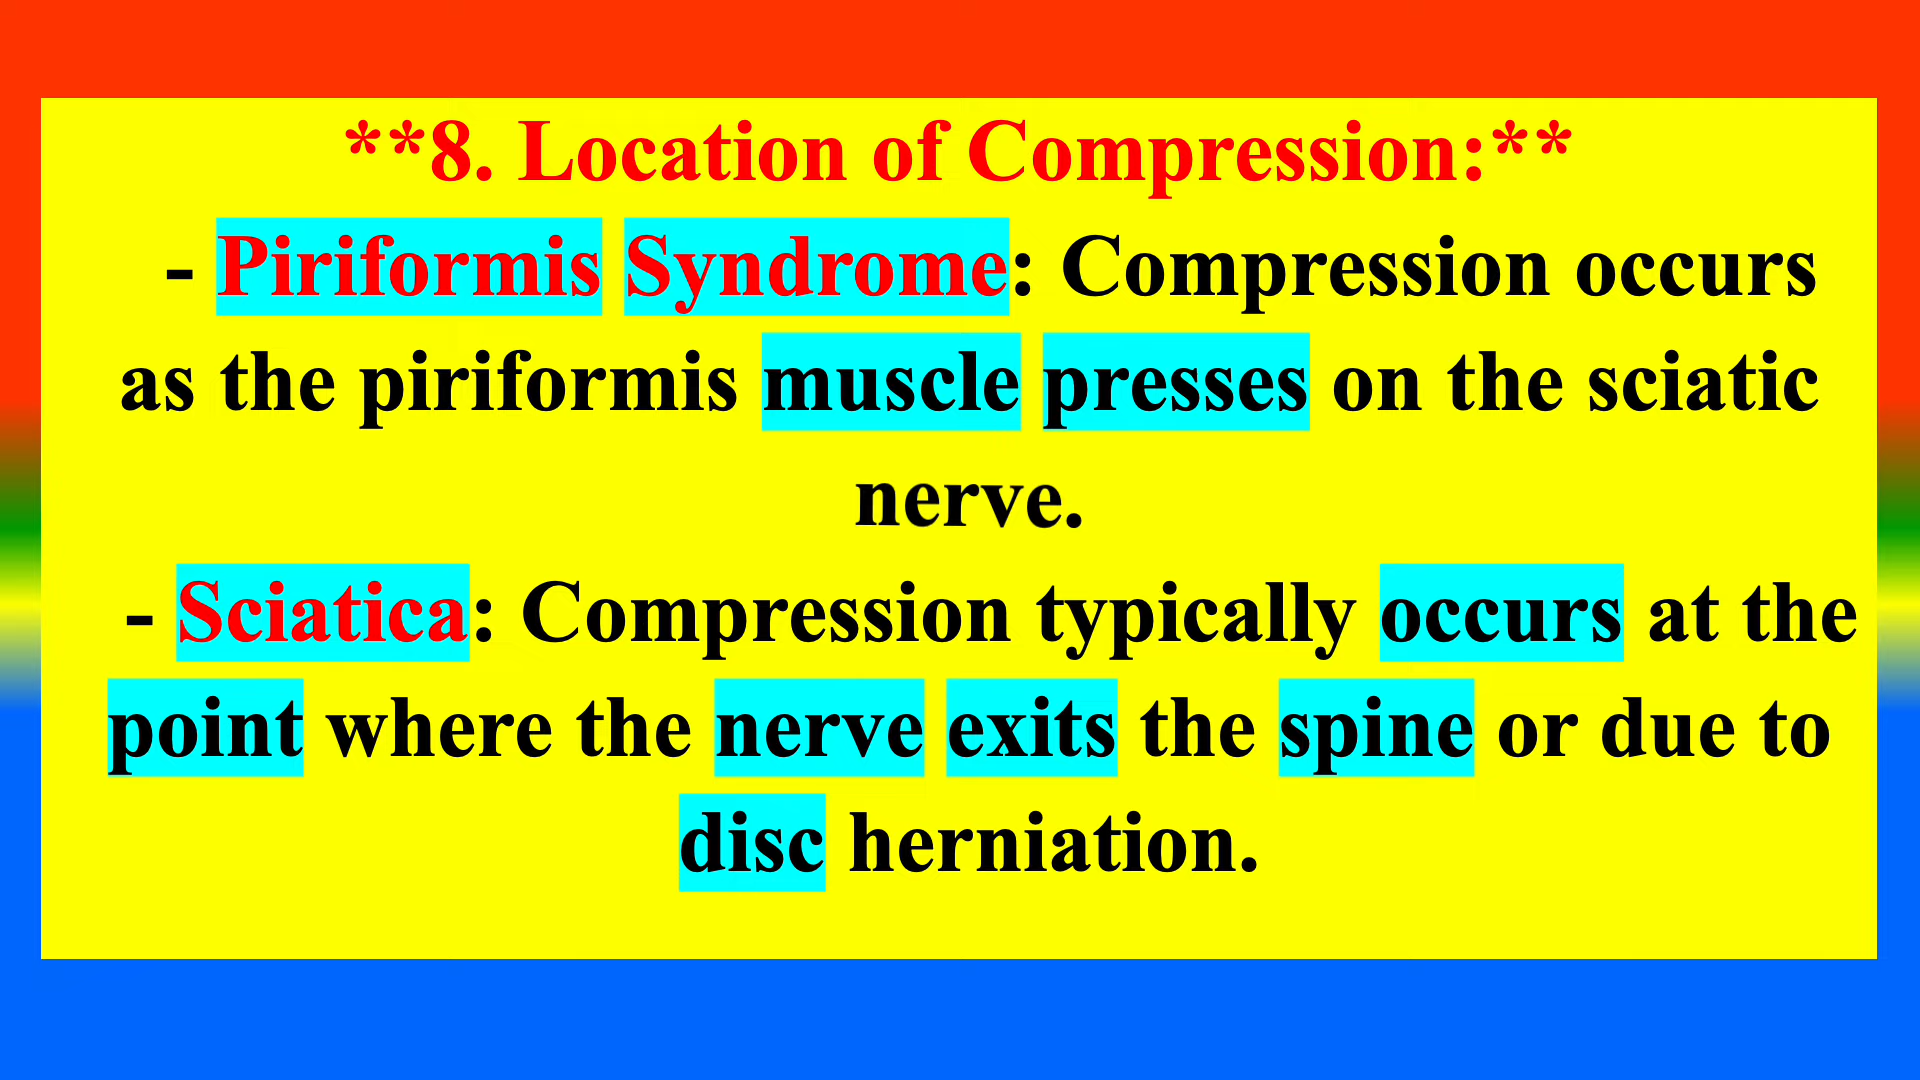 **8. Location of Compression:**
- Piriformis Syndrome: Compression occurs
as the piriformis muscle presses on the sciatic
nerve.
- Sciatica: Compression typically occurs at the
point where the nerve exits the spine or due to
disc herniation.